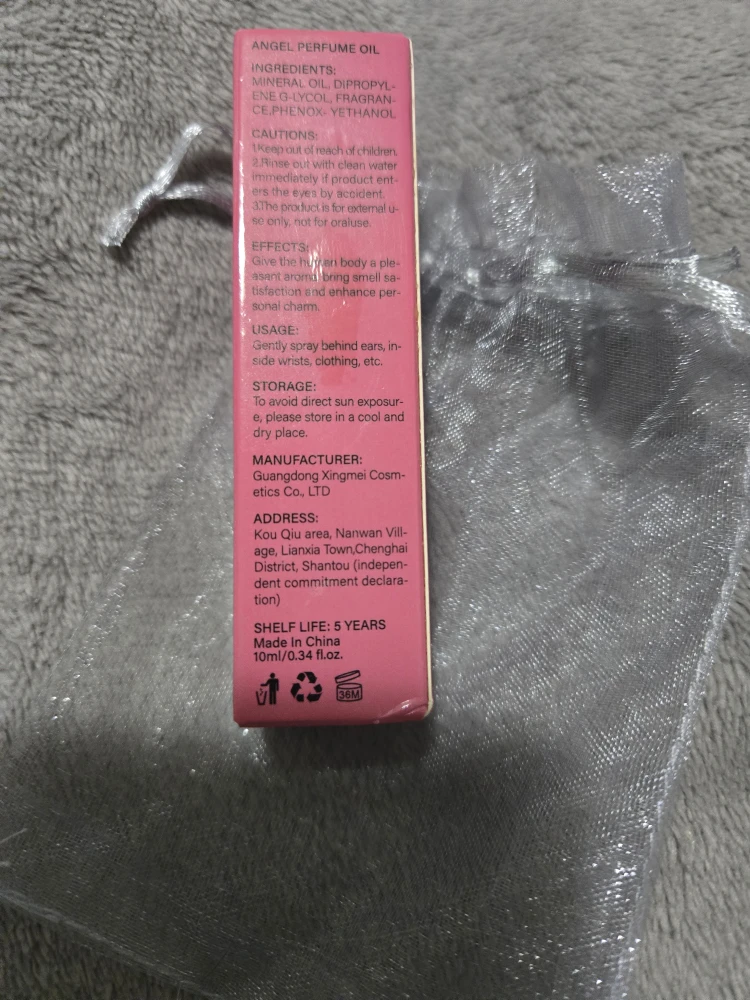 ANGEL PERFUME OIL
INGREDIENTS:
MINERAL OIL, DIPROPYL-
ENE G-LYCOL, FRAGRAN-
CE,PHENOX- YETHANOL
CAUTIONS:
1.Keep out of reach of children.
2.Rinse out with clean water
immediately if product ent-
ers the eyes by accident.
3.The product is for external u-
se only, not for oraluse.
EFFECTS:
Give the human body a ple-
asant aroma, bring smell sa-
tisfaction and enhance per-
sonal charm.
USAGE:
Gently spray behind ears, in-
side wrists, clothing, etc.
STORAGE:
To avoid direct sun exposur-
e, please store in a cool and
dry place.
MANUFACTURER:
Guangdong Xingmei Cosm-
etics Co., LTD
ADDRESS:
Kou Qiu area, Nanwan Vill-
age, Lianxia Town,Chenghai
District, Shantou (indepen-
dent commitment declara-
tion)
SHELF LIFE: 5 YEARS
Made In China
10ml/0.34 fl.oz.
36M